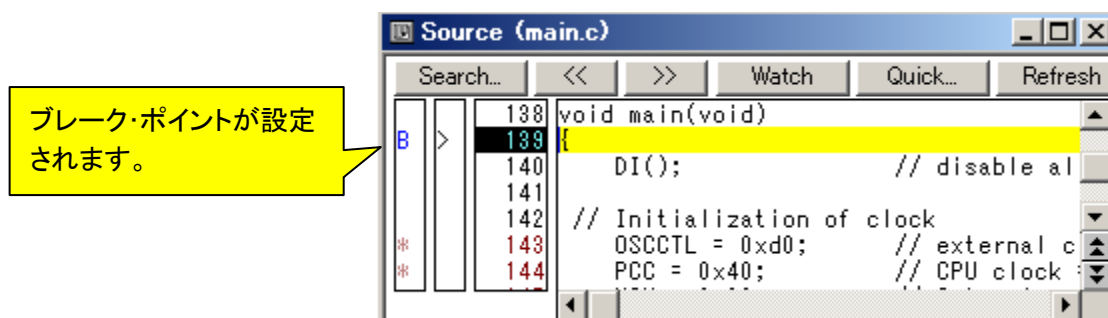 ブレーク･ポイントが設定
されます。
Source (main.c)
Search... << >> Watch Quick... Refresh
138 void main(void)
B > 139 {
140 DI(); // disable al
141
142 // Initialization of clock
* 143 OSCCTL = 0xd0; // external c
* 144 PCC = 0x40; // CPU clock